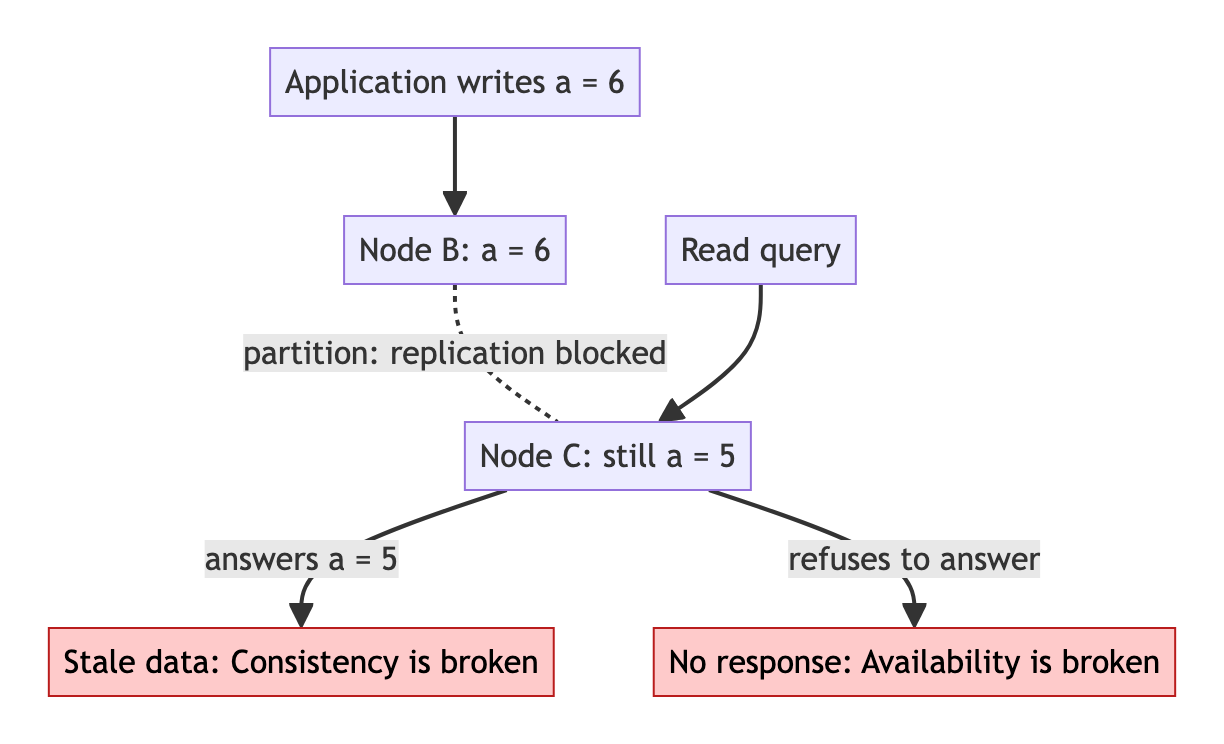 Application writes a = 6
Node B: a = 6
Read query
partition: replication blocked
Node C: still a = 5
answers a = 5
refuses to answer
Stale data: Consistency is broken
No response: Availability is broken